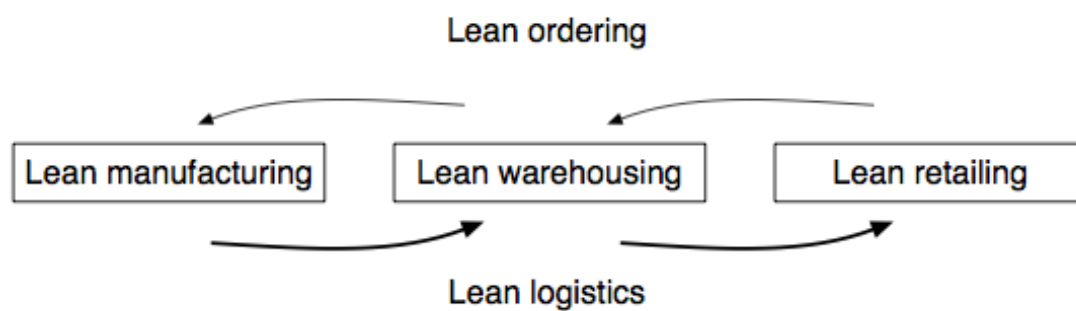 Lean ordering
Lean manufacturing
Lean warehousing
Lean retailing
Lean logistics